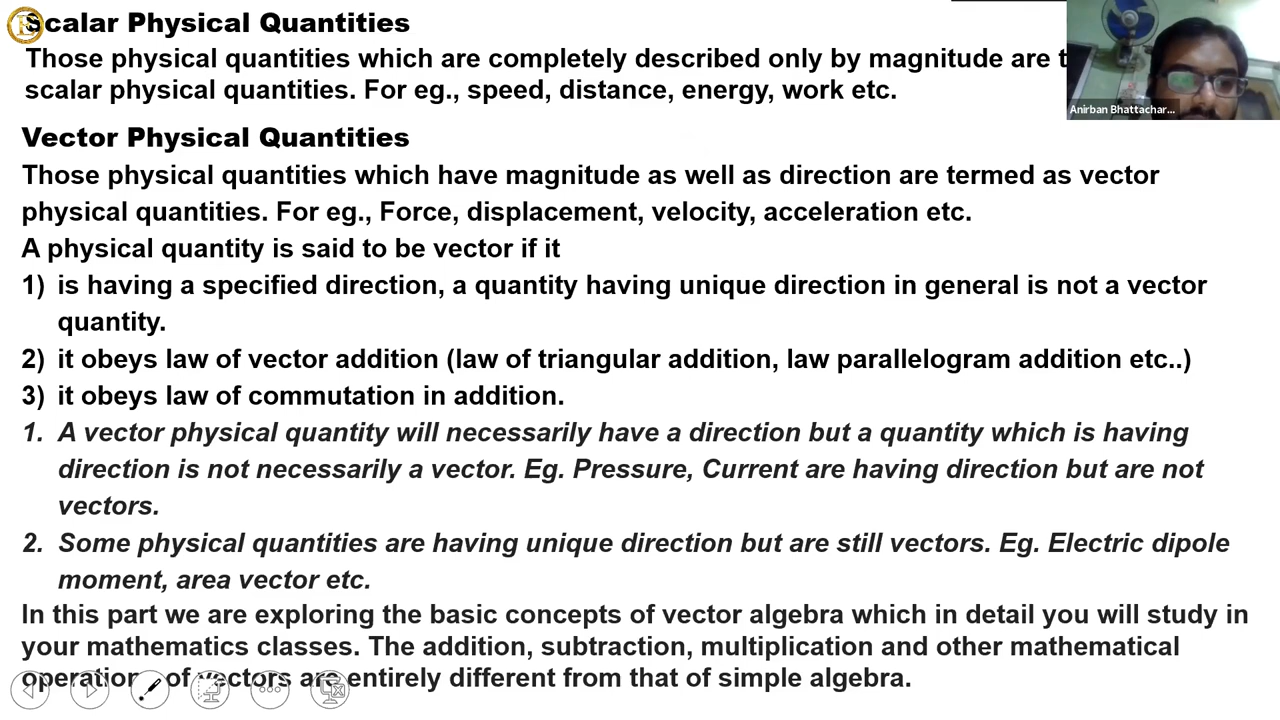 Scalar Physical Quantities
Those physical quantities which are completely described only by magnitude are
scalar physical quantities. For eg., speed, distance, energy, work etc.
Anirban Bhattachar...
Vector Physical Quantities
Those physical quantities which have magnitude as well as direction are termed as vector
physical quantities. For eg., Force, displacement, velocity, acceleration etc.
A physical quantity is said to be vector if it
1) is having a specified direction, a quantity having unique direction in general is not a vector
quantity.
2) it obeys law of vector addition (law of triangular addition, law parallelogram addition etc..)
3) it obeys law of commutation in addition.
1. A vector physical quantity will necessarily have a direction but a quantity which is having
direction is not necessarily a vector. Eg. Pressure, Current are having direction but are not
vectors.
2. Some physical quantities are having unique direction but are still vectors. Eg. Electric dipole
moment, area vector etc.
In this part we are exploring the basic concepts of vector algebra which in detail you will study in
your mathematics classes. The addition, subtraction, multiplication and other mathematical
operations of vectors are entirely different from that of simple algebra.